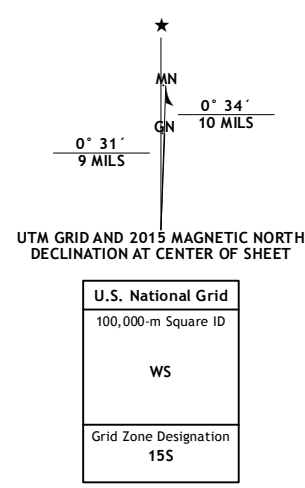 ★
MN
GN
0° 34´
10 MILS
0° 31´
9 MILS
UTM GRID AND 2015 MAGNETIC NORTH
DECLINATION AT CENTER OF SHEET
U.S. National Grid
100,000-m Square ID
WS
Grid Zone Designation
15S